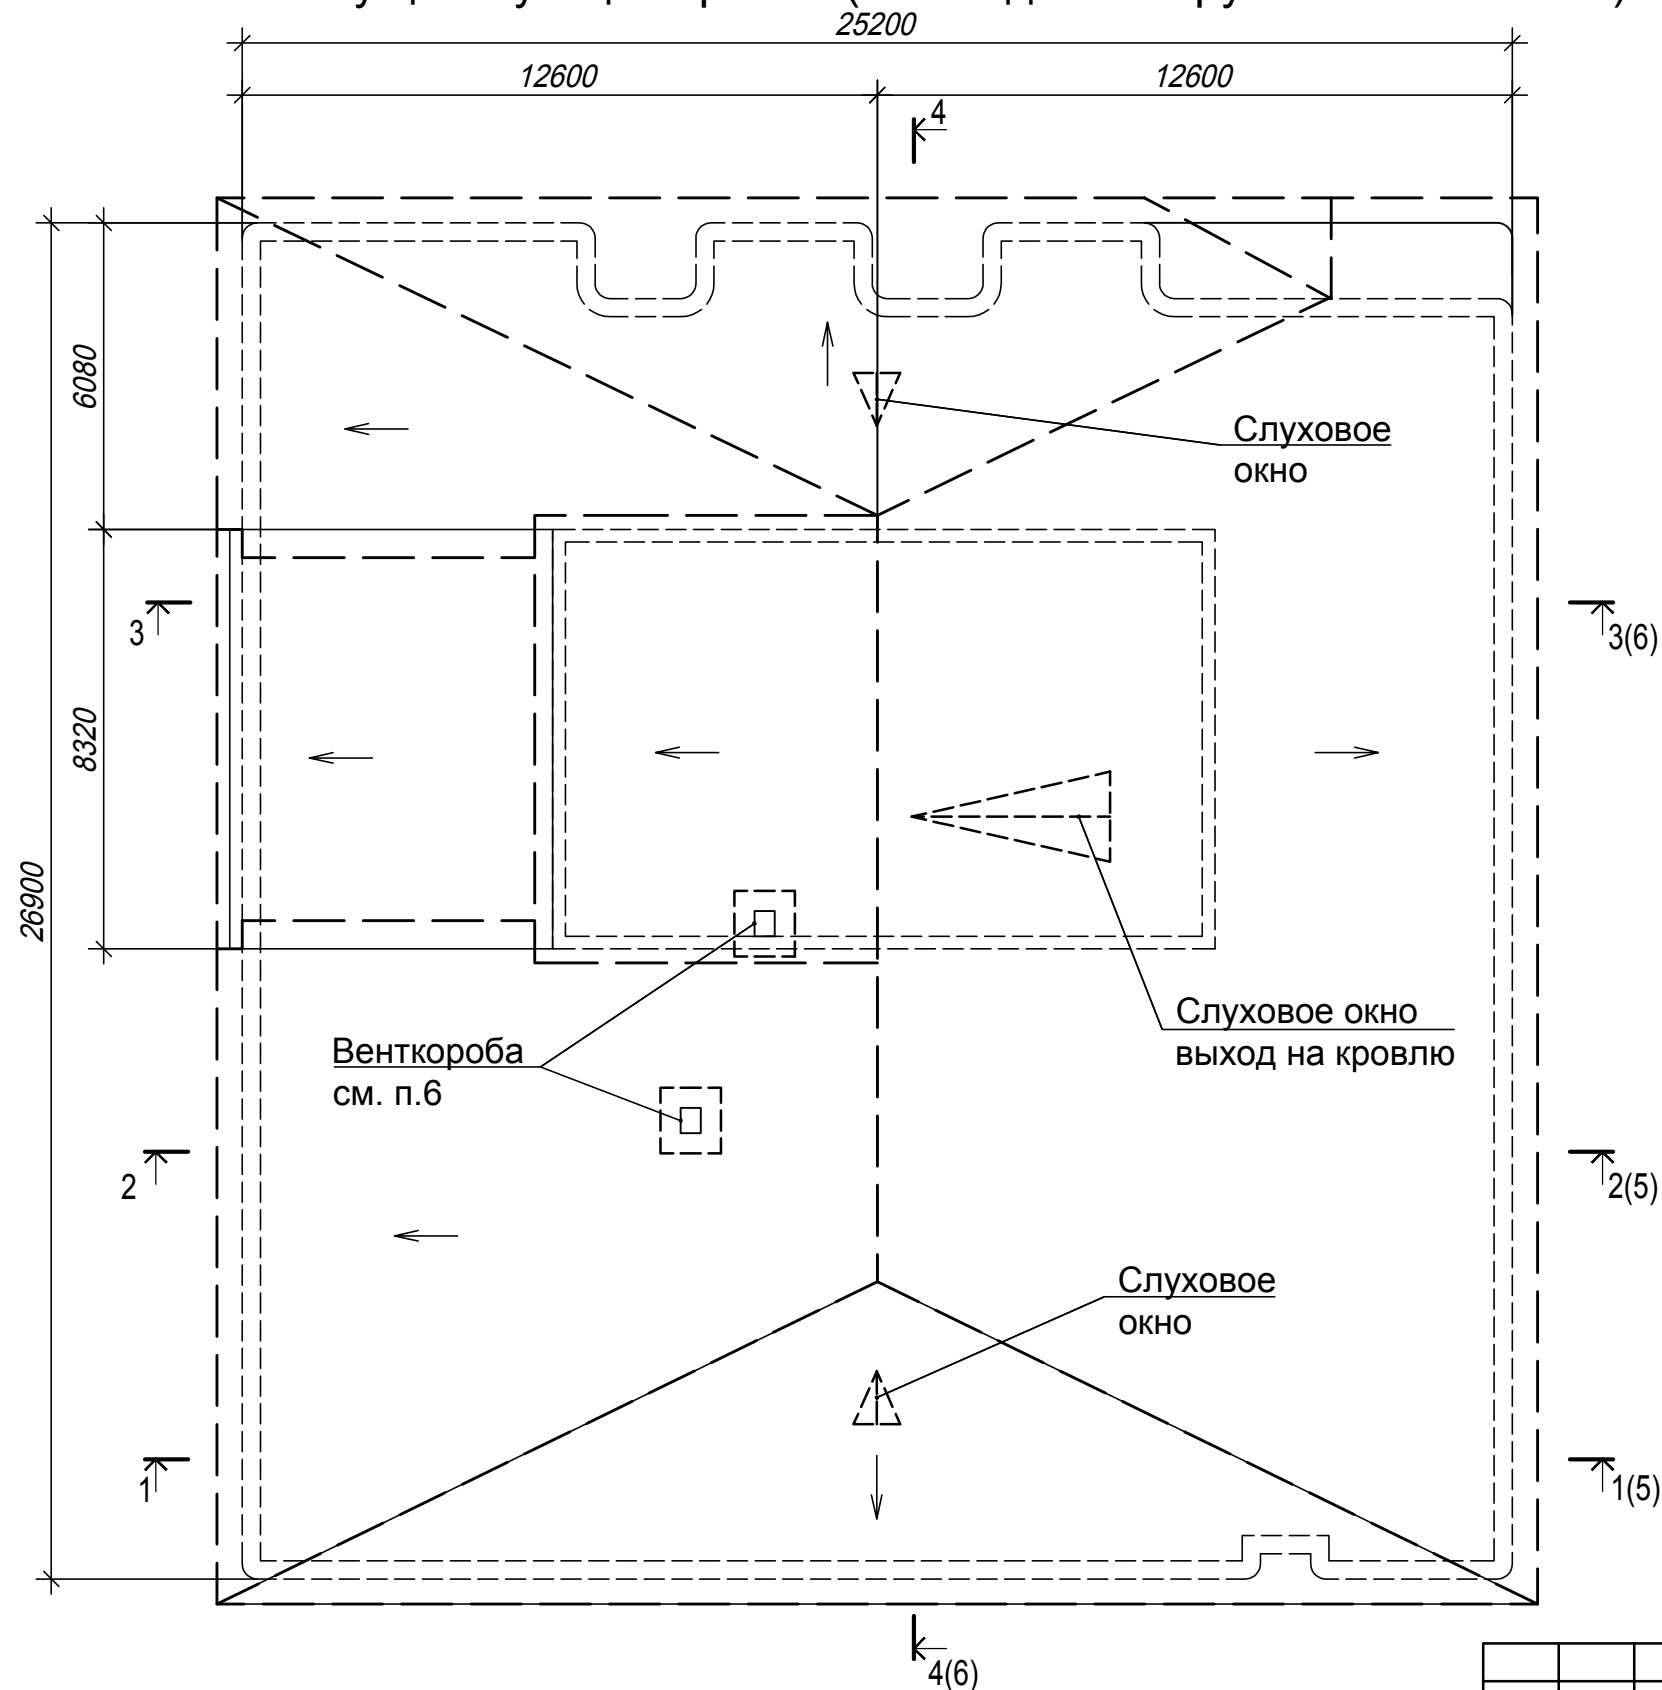 25200
12600
12600
4
6080
Слуховое
окно
3
3(6)
8320
26900
Слуховое окно
выход на кровлю
Венткороба
см. п.6
2
2(5)
Слуховое
окно
1
1(5)
4(6)